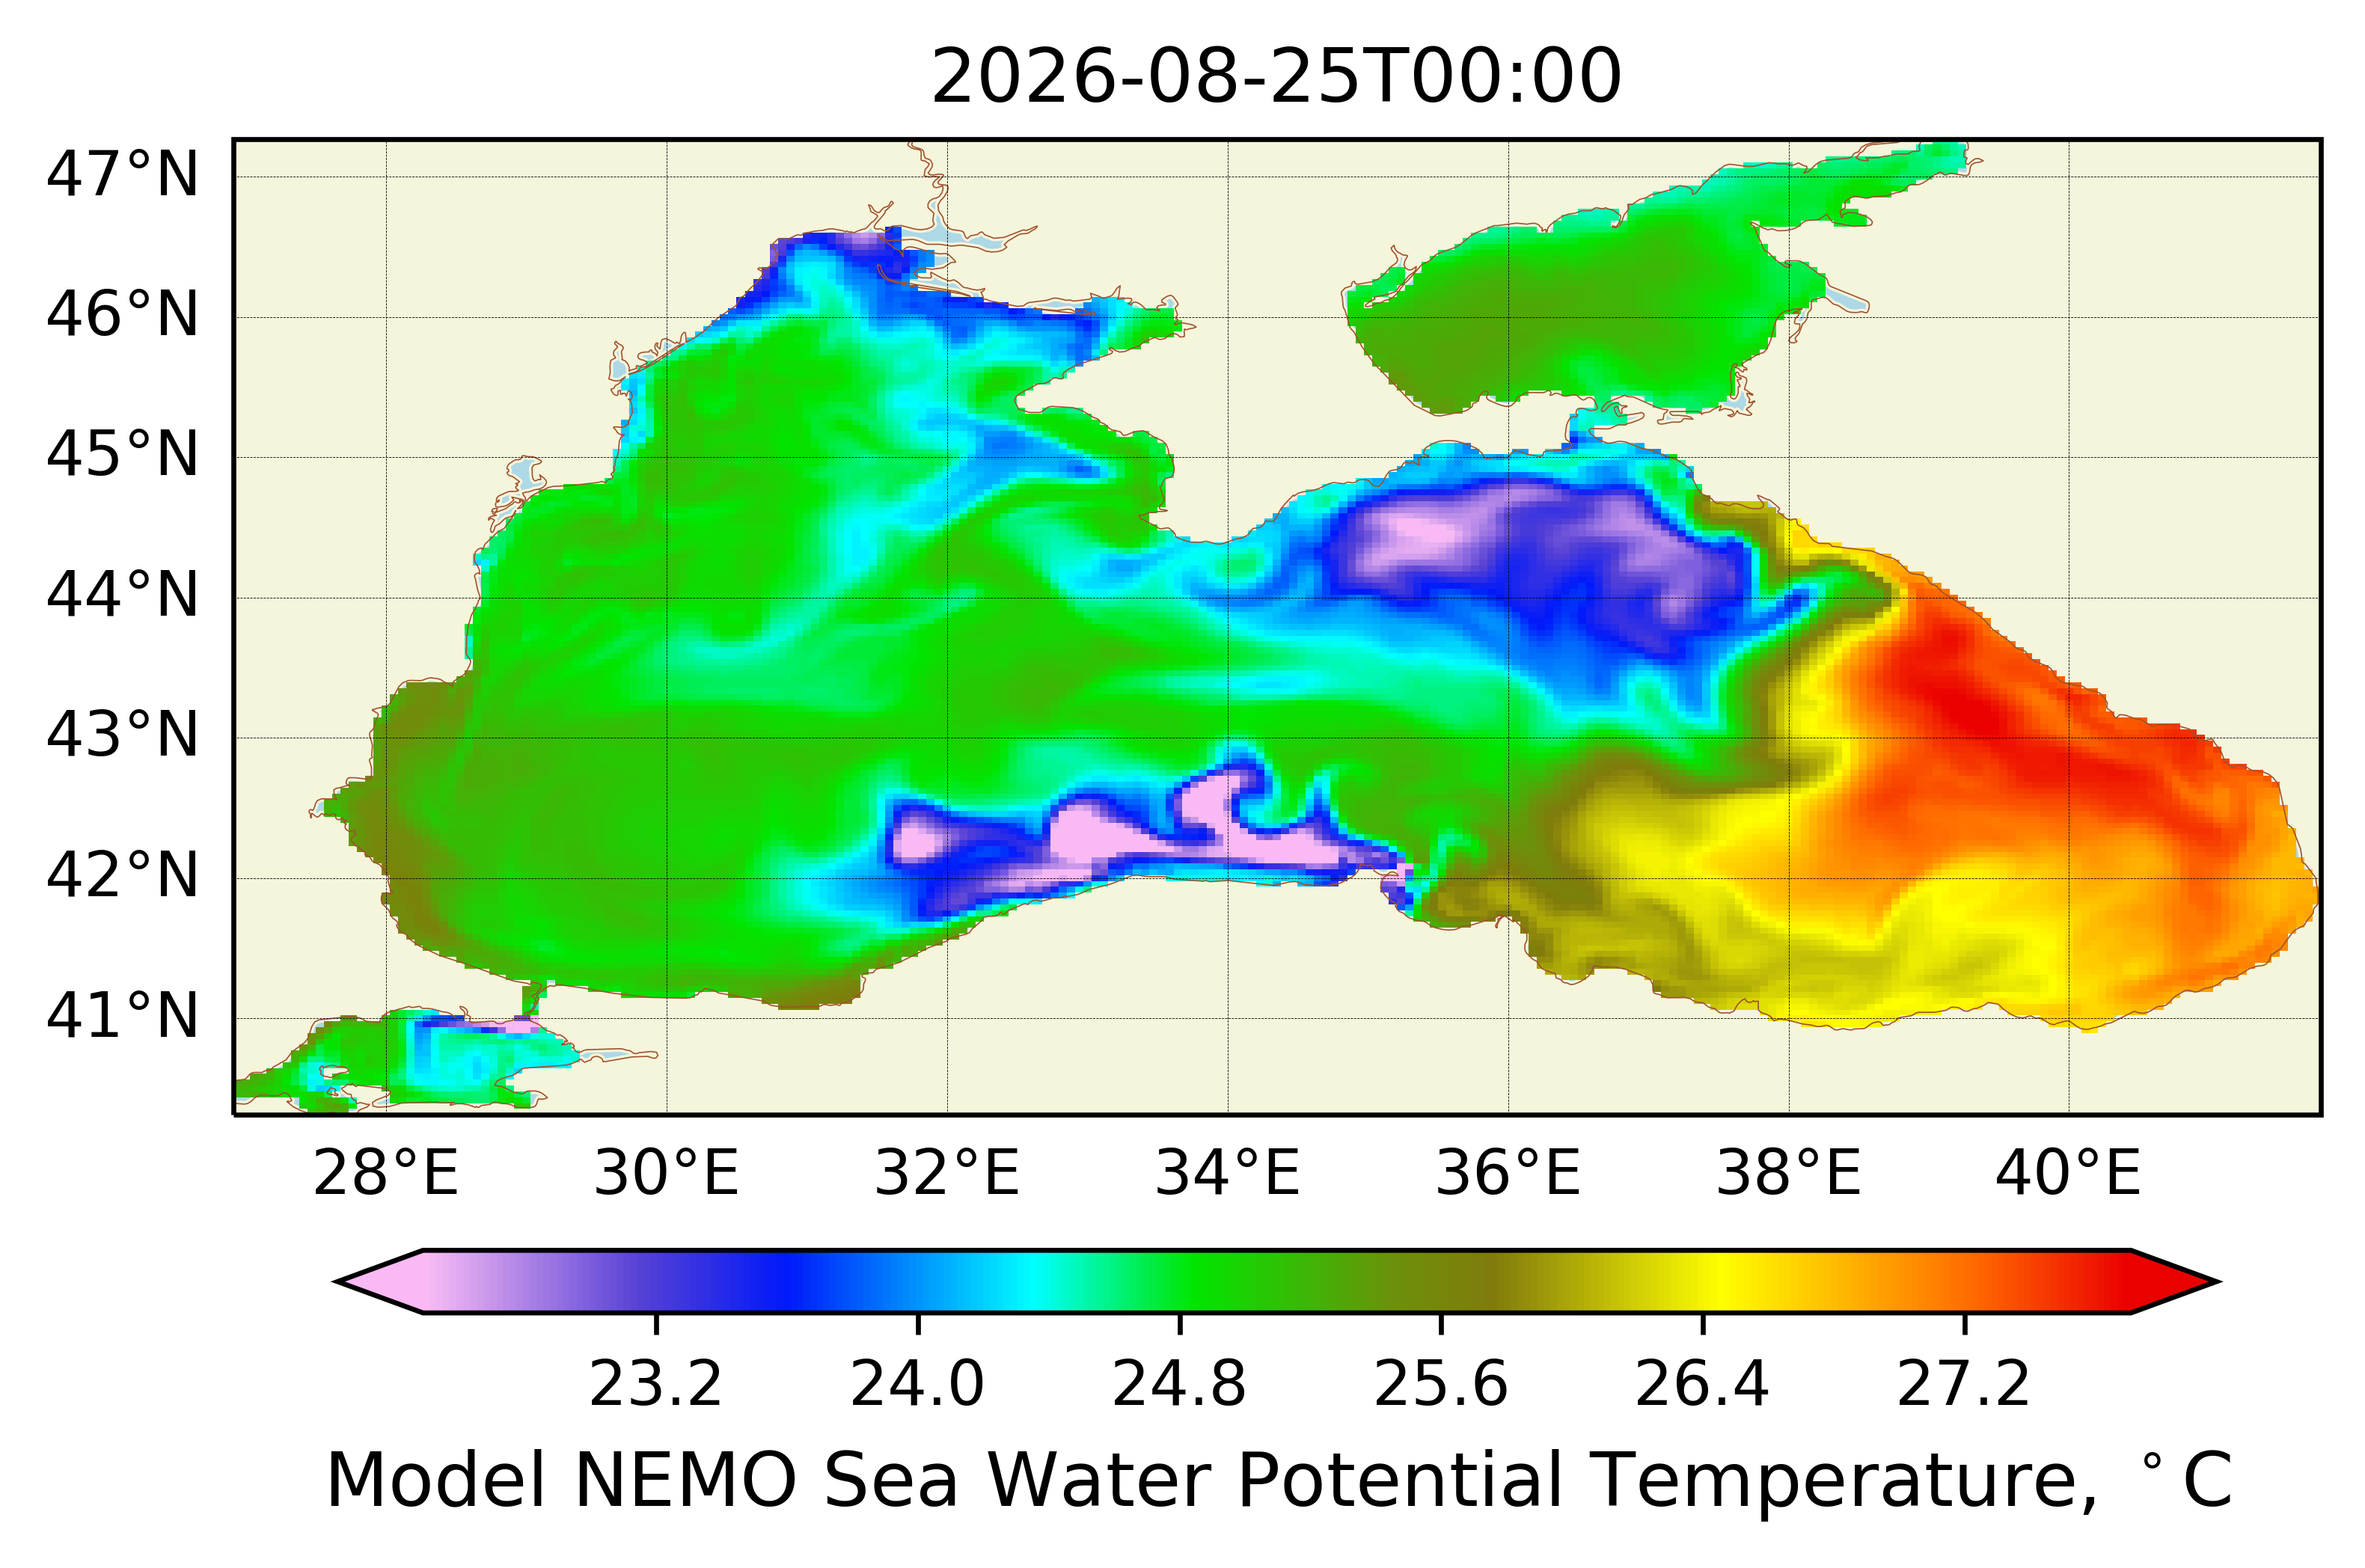 2026-08-25T00:00
47°N
46°N
45°N
44°N
43°N
42°N
41°N
28°E 30°E 32°E 34°E 36°E 38°E 40°E
23.2 24.0 24.8 25.6 26.4 27.2
Model NEMO Sea Water Potential Temperature, °C